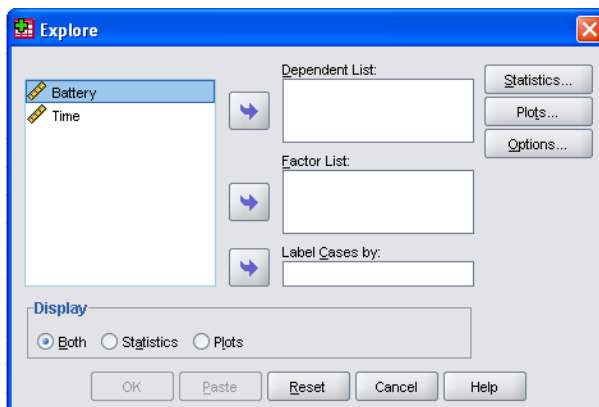 Explore
Battery
Time
Dependent List:
Factor List:
Label Cases by:
Statistics...
Plots...
Options...
Display
Both Statistics Plots
OK Paste Reset Cancel Help